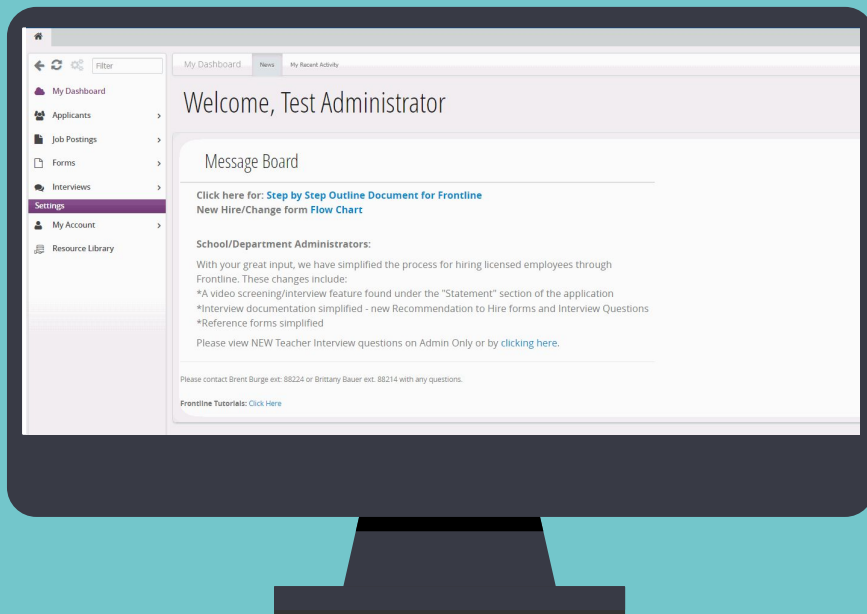 Filter
My Dashboard
Applicants
Job Postings
Forms
Interviews
Settings
My Account
Resource Library
My Dashboard News My Recent Activity
Welcome, Test Administrator
Message Board
Click here for: Step by Step Outline Document for Frontline
New Hire/Change form Flow Chart
School/Department Administrators:
With your great input, we have simplified the process for hiring licensed employees through
Frontline. These changes include:
*A video screening/interview feature found under the "Statement" section of the application
*Interview documentation simplified - new Recommendation to Hire forms and Interview Questions
*Reference forms simplified
Please view NEW Teacher Interview questions on Admin Only or by clicking here.
Please contact Brent Burge ext: 88224 or Brittany Bauer ext. 88214 with any questions.
Frontline Tutorials: Click Here